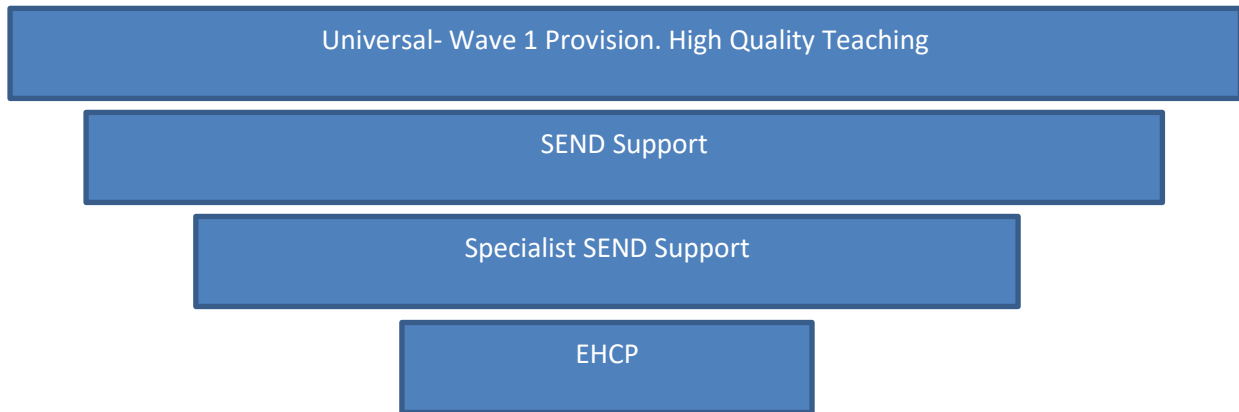 Universal- Wave 1 Provision. High Quality Teaching
SEND Support
Specialist SEND Support
EHCP